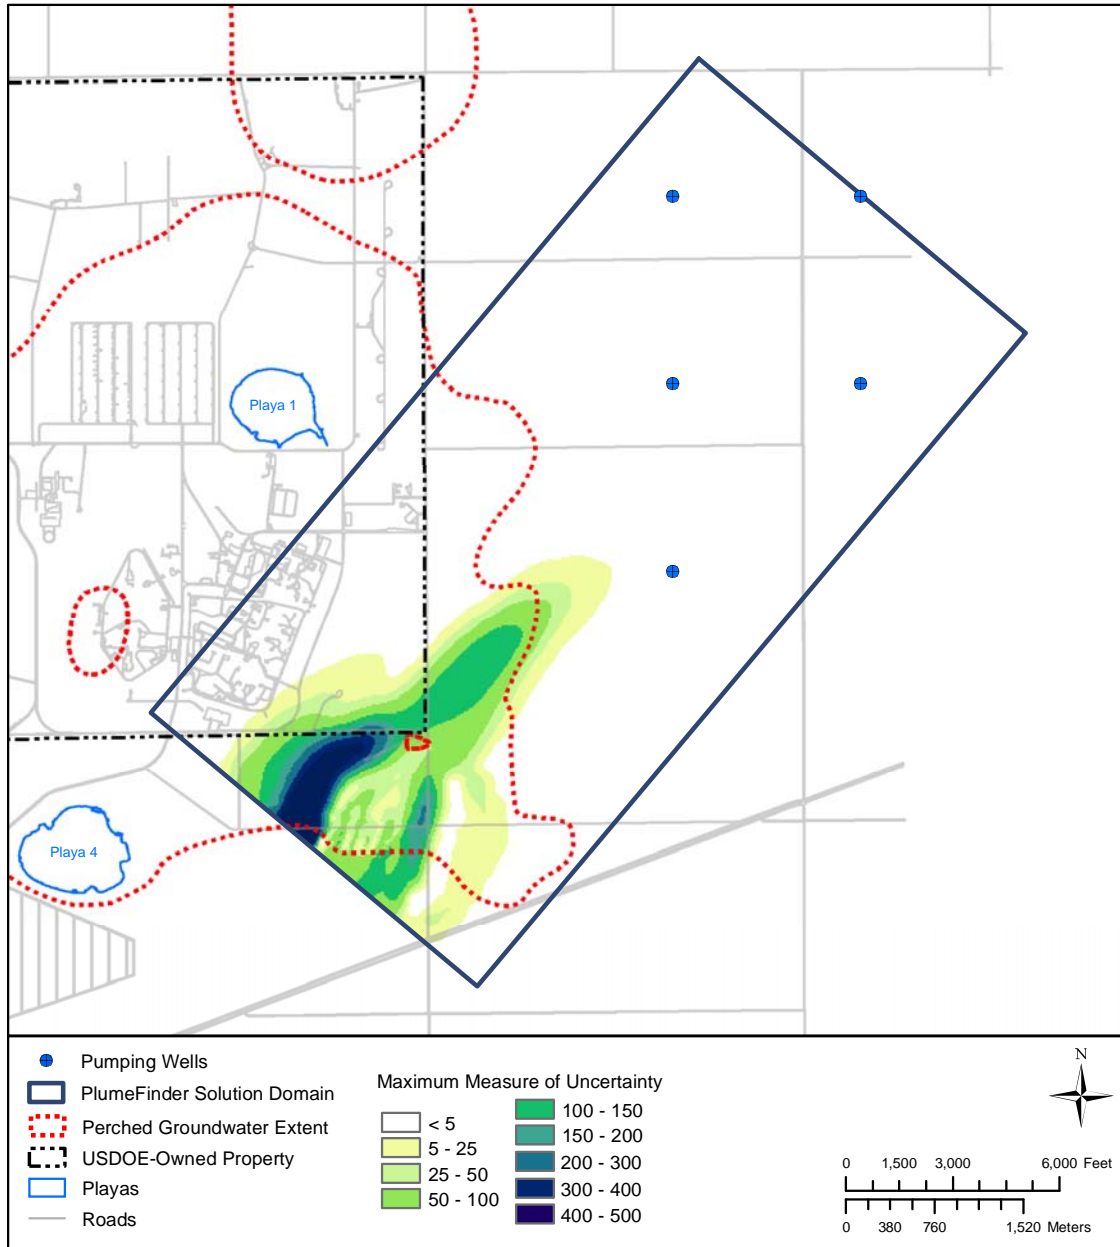 Playa 1
Playa 4
Pumping Wells
PlumeFinder Solution Domain
Perched Groundwater Extent
USDOE-Owned Property
Playas
Roads
Maximum Measure of Uncertainty
< 5
5 - 25
25 - 50
50 - 100
100 - 150
150 - 200
200 - 300
300 - 400
400 - 500
N
0 1,500 3,000 6,000 Feet
0 380 760 1,520 Meters